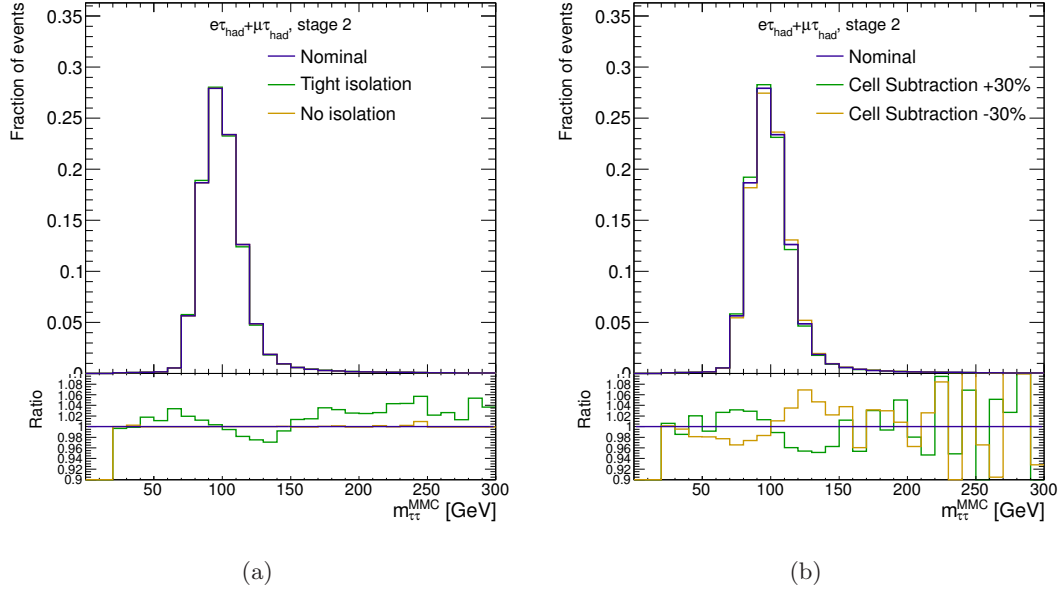 eτhad+μτhad, stage 2
Nominal
Tight isolation
No isolation
Fraction of events
0.35
0.3
0.25
0.2
0.15
0.1
0.05
Ratio
1.08
1.06
1.04
1.02
1
0.98
0.96
0.94
0.92
0.9
50 100 150 200 250 300
mττMMC [GeV]
(a)
eτhad+μτhad, stage 2
Nominal
Cell Subtraction +30%
Cell Subtraction -30%
Fraction of events
0.35
0.3
0.25
0.2
0.15
0.1
0.05
Ratio
1.08
1.06
1.04
1.02
1
0.98
0.96
0.94
0.92
0.9
50 100 150 200 250 300
mττMMC [GeV]
(b)